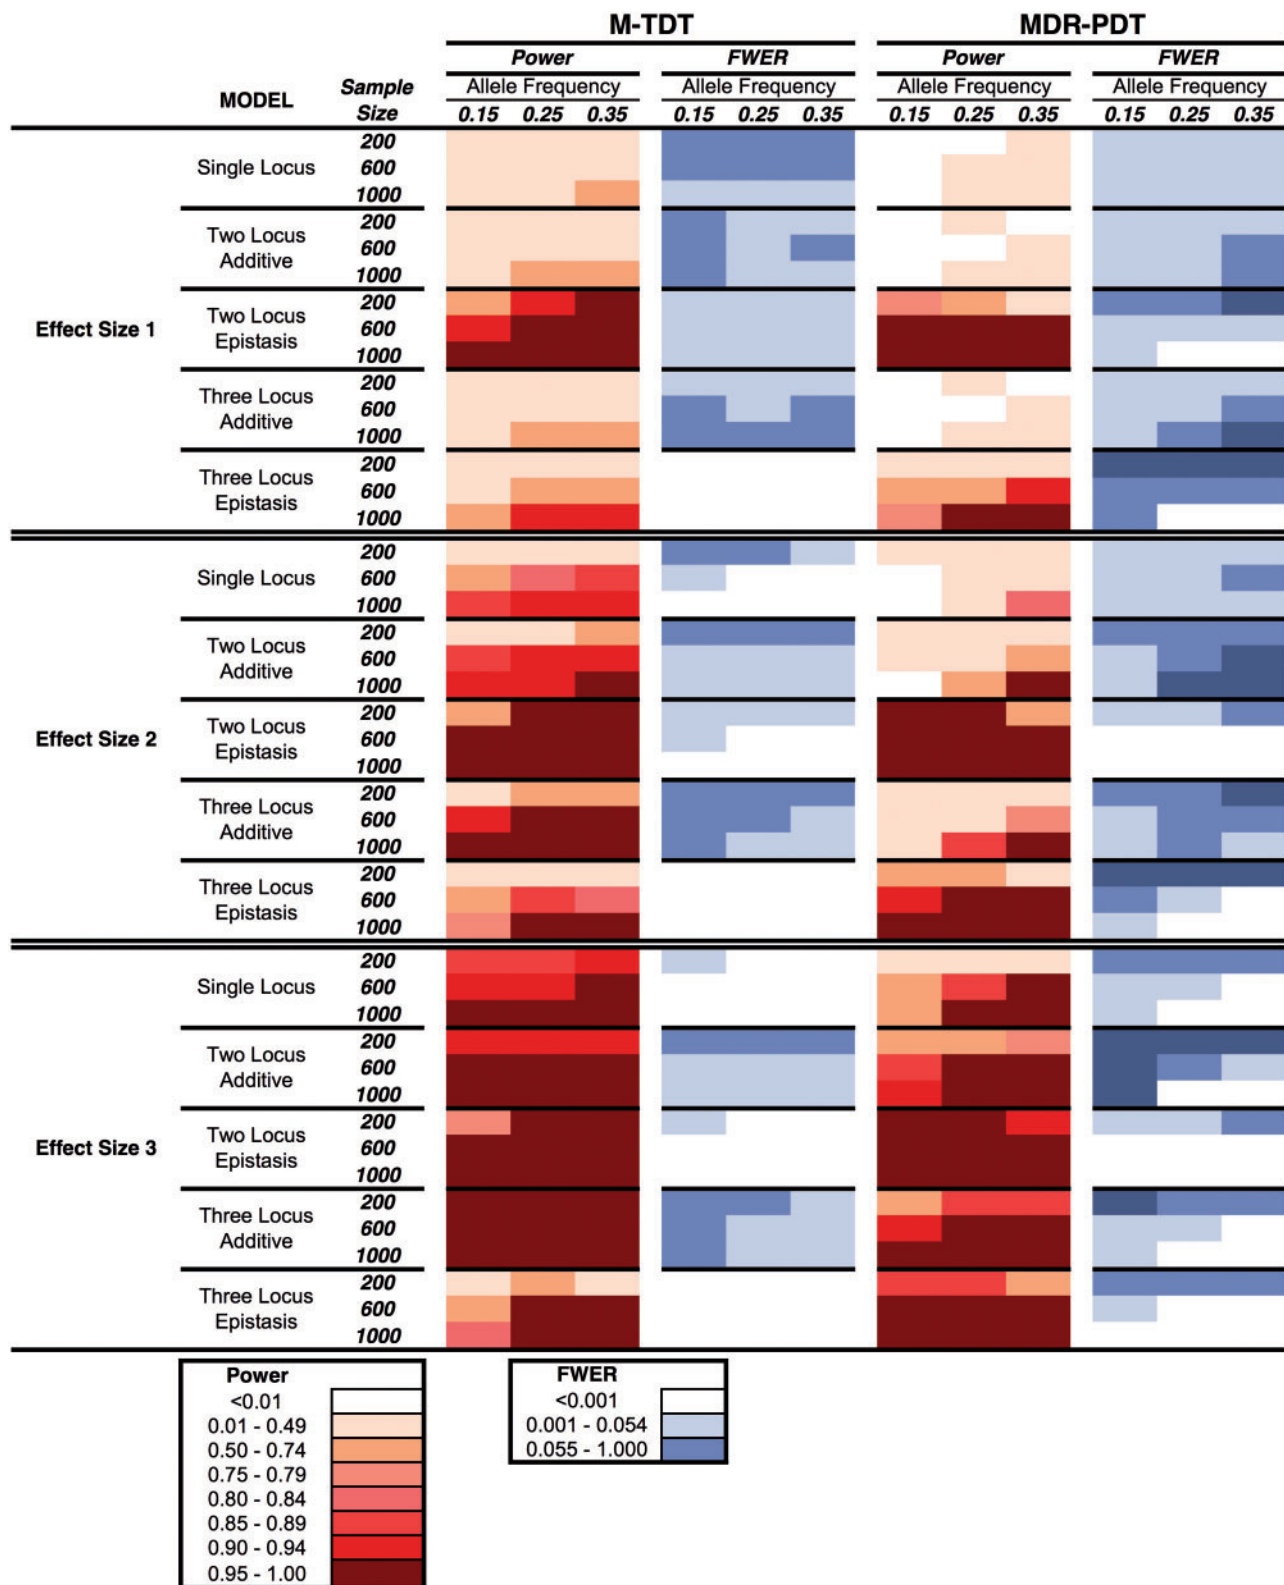 M-TDT MDR-PDT
Power FWER Power FWER
MODEL Sample Size Allele Frequency Allele Frequency Allele Frequency Allele Frequency
0.15 0.25 0.35 0.15 0.25 0.35 0.15 0.25 0.35 0.15 0.25 0.35
Effect Size 1
Single Locus
200
600
1000
Two Locus
Additive
200
600
1000
Two Locus
Epistasis
200
600
1000
Three Locus
Additive
200
600
1000
Three Locus
Epistasis
200
600
1000
Effect Size 2
Single Locus
200
600
1000
Two Locus
Additive
200
600
1000
Two Locus
Epistasis
200
600
1000
Three Locus
Additive
200
600
1000
Three Locus
Epistasis
200
600
1000
Effect Size 3
Single Locus
200
600
1000
Two Locus
Additive
200
600
1000
Two Locus
Epistasis
200
600
1000
Three Locus
Additive
200
600
1000
Three Locus
Epistasis
200
600
1000
Power
<0.01
0.01 - 0.49
0.50 - 0.74
0.75 - 0.79
0.80 - 0.84
0.85 - 0.89
0.90 - 0.94
0.95 - 1.00
FWER
<0.001
0.001 - 0.054
0.055 - 1.000